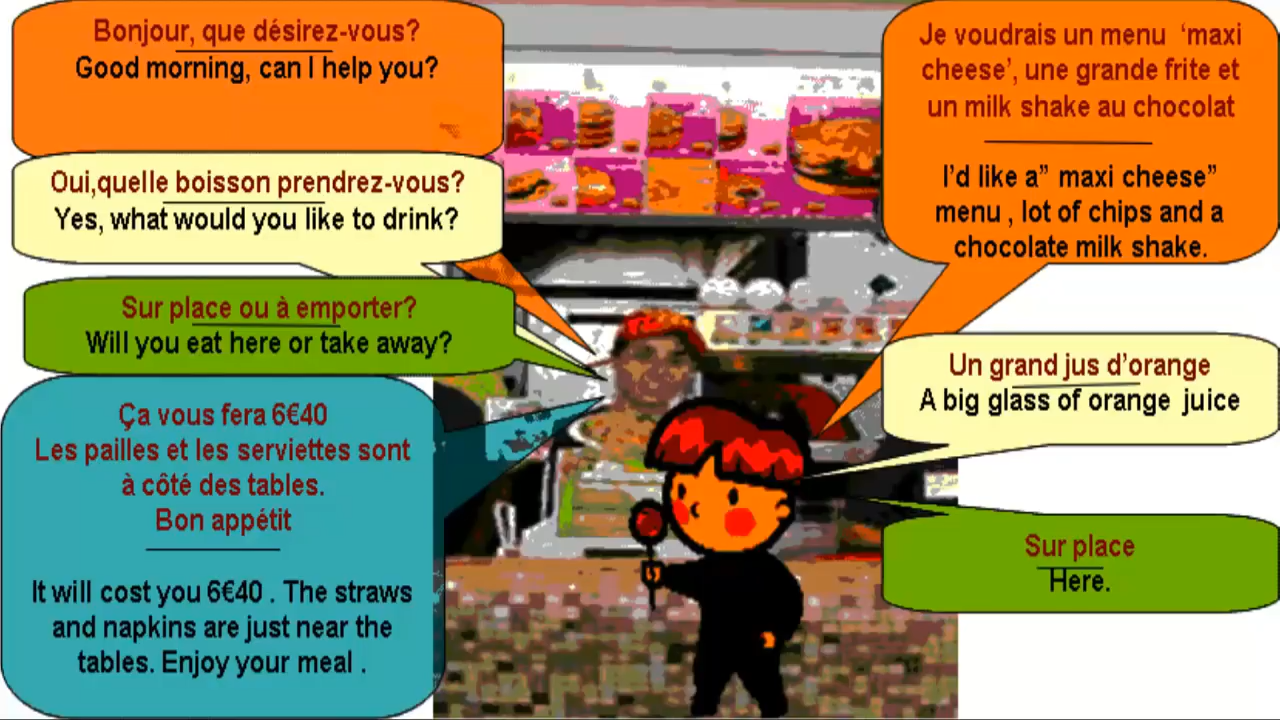 Bonjour, que désirez-vous?
Good morning, can I help you?
Je voudrais un menu ‘maxi
cheese’, une grande frite et
un milk shake au chocolat
I’d like a” maxi cheese”
menu , lot of chips and a
chocolate milk shake.
Oui,quelle boisson prendrez-vous?
Yes, what would you like to drink?
Un grand jus d’orange
A big glass of orange juice
Sur place ou à emporter?
Will you eat here or take away?
Sur place
Here.
Ça vous fera 6€40
Les pailles et les serviettes sont
à côté des tables.
Bon appétit
It will cost you 6€40 . The straws
and napkins are just near the
tables. Enjoy your meal .